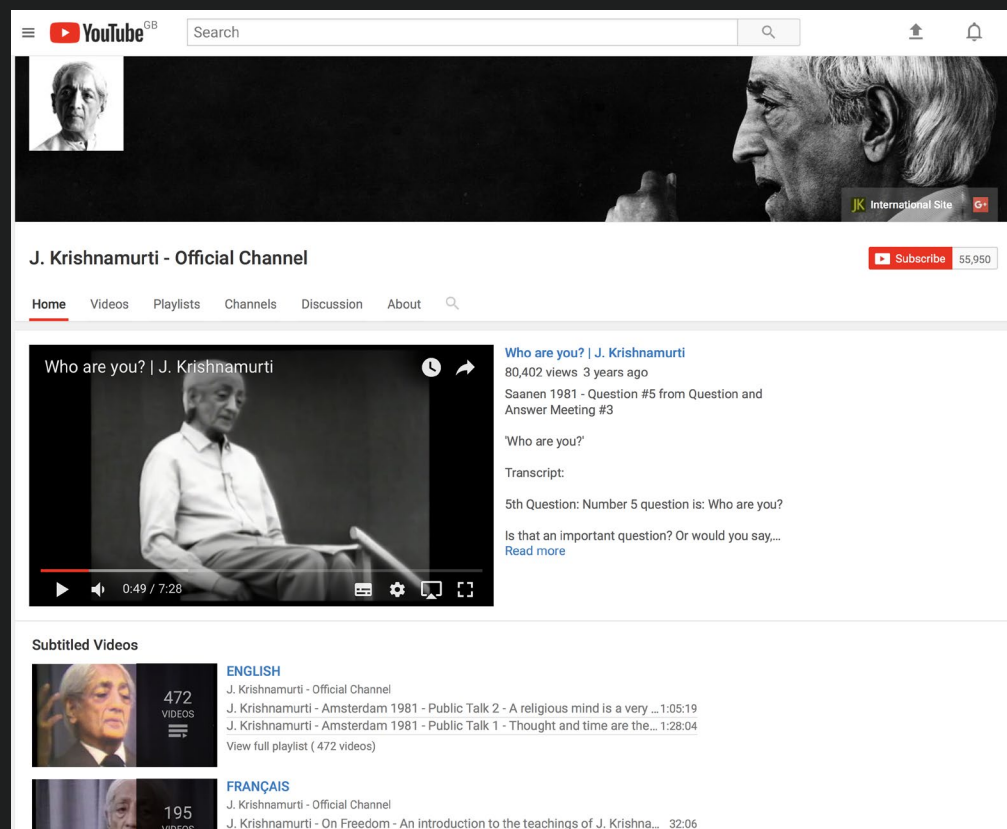 YouTube GB
Search
JK International Site G+
J. Krishnamurti - Official Channel
Subscribe 55,950
Home Videos Playlists Channels Discussion About
Who are you? | J. Krishnamurti
0:49 / 7:28
Who are you? | J. Krishnamurti
80,402 views 3 years ago
Saanen 1981 - Question #5 from Question and
Answer Meeting #3
'Who are you?'
Transcript:
5th Question: Number 5 question is: Who are you?
Is that an important question? Or would you say,...
Read more
Subtitled Videos
472
VIDEOS
ENGLISH
J. Krishnamurti - Official Channel
J. Krishnamurti - Amsterdam 1981 - Public Talk 2 - A religious mind is a very ... 1:05:19
J. Krishnamurti - Amsterdam 1981 - Public Talk 1 - Thought and time are the... 1:28:04
View full playlist ( 472 videos)
195
VIDEOS
FRANÇAIS
J. Krishnamurti - Official Channel
J. Krishnamurti - On Freedom - An introduction to the teachings of J. Krishna... 32:06